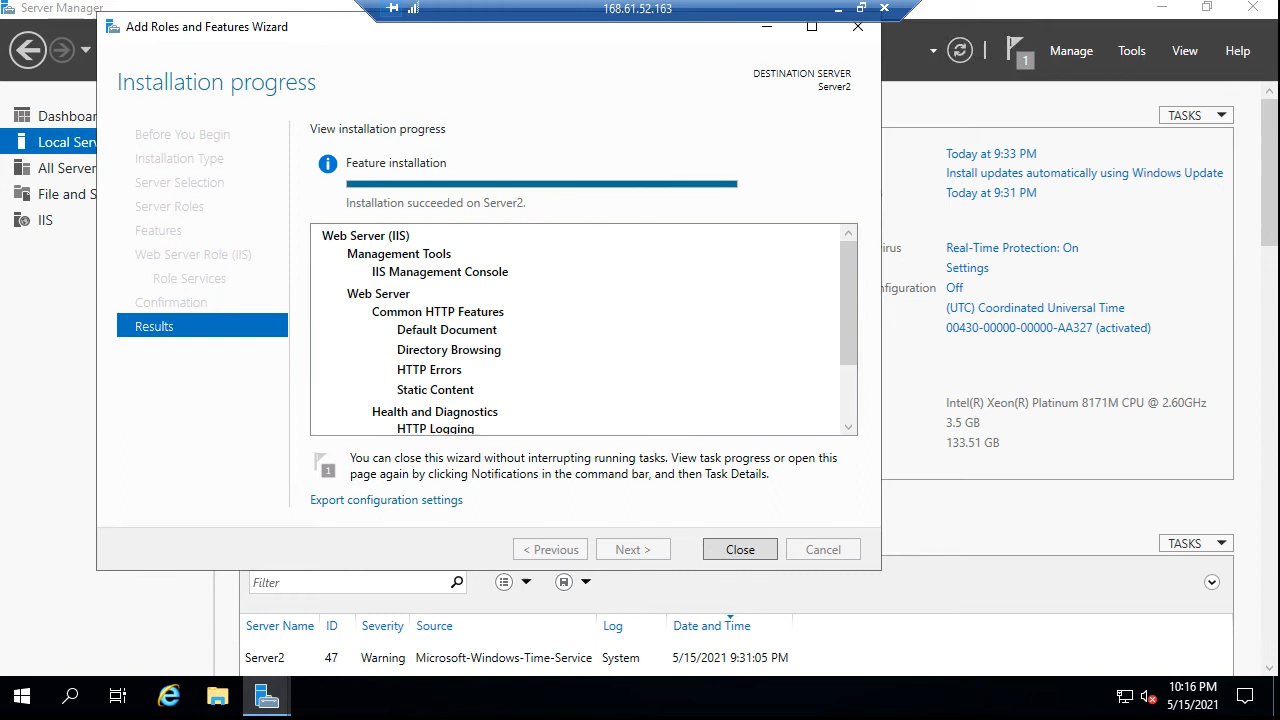 Server Manager
168.61.52.163
Add Roles and Features Wizard
1
Manage
Tools
View
Help
Installation progress
DESTINATION SERVER
Server2
Dashboar
Local Serv
All Server
File and S
IIS
Before You Begin
Installation Type
Server Selection
Server Roles
Features
Web Server Role (IIS)
Role Services
Confirmation
Results
View installation progress
Feature installation
Installation succeeded on Server2.
Web Server (IIS)
Management Tools
IIS Management Console
Web Server
Common HTTP Features
Default Document
Directory Browsing
HTTP Errors
Static Content
Health and Diagnostics
HTTP Logging
1
You can close this wizard without interrupting running tasks. View task progress or open this
page again by clicking Notifications in the command bar, and then Task Details.
Export configuration settings
< Previous
Next >
Close
Cancel
TASKS
Today at 9:33 PM
Install updates automatically using Windows Update
Today at 9:31 PM
Real-Time Protection: On
Settings
Off
(UTC) Coordinated Universal Time
00430-00000-00000-AA327 (activated)
Intel(R) Xeon(R) Platinum 8171M CPU @ 2.60GHz
3.5 GB
133.51 GB
TASKS
Filter
Server Name ID Severity Source Log Date and Time
Server2 47 Warning Microsoft-Windows-Time-Service System 5/15/2021 9:31:05 PM
10:16 PM
5/15/2021